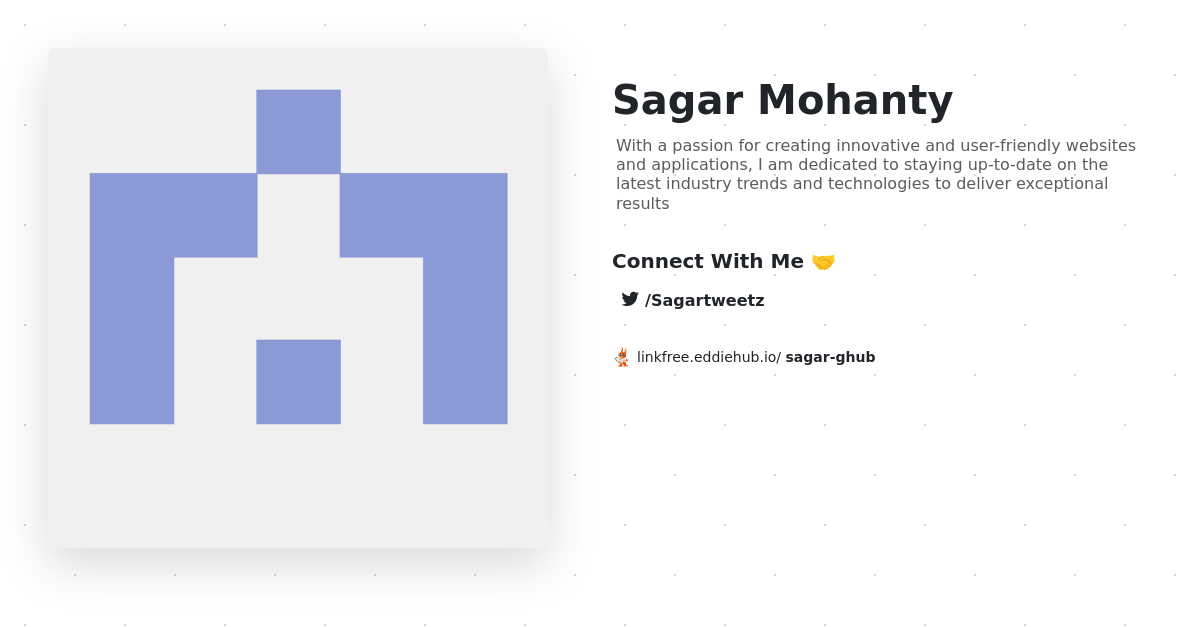 Sagar Mohanty
With a passion for creating innovative and user-friendly websites
and applications, I am dedicated to staying up-to-date on the
latest industry trends and technologies to deliver exceptional
results
Connect With Me 🤝
/Sagartweetz
linkfree.eddiehub.io/ sagar-ghub